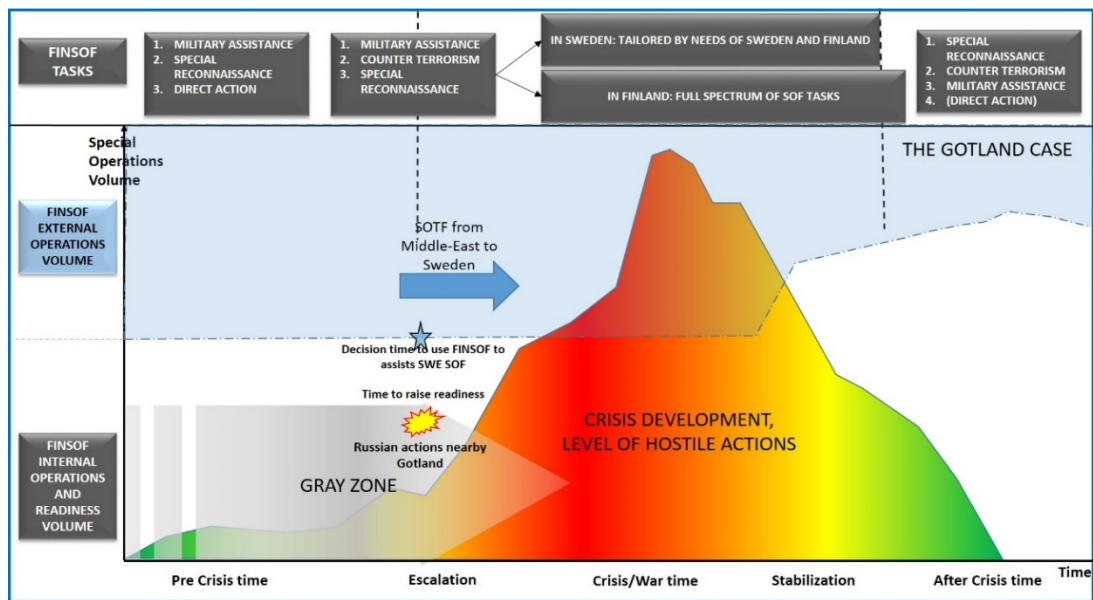 FINSOF
TASKS
1. MILITARY ASSISTANCE
2. SPECIAL
RECONNAISSANCE
3. DIRECT ACTION
1. MILITARY ASSISTANCE
2. COUNTER TERRORISM
3. SPECIAL
RECONNAISSANCE
IN SWEDEN: TAILORED BY NEEDS OF SWEDEN AND FINLAND
IN FINLAND: FULL SPECTRUM OF SOF TASKS
1. SPECIAL
RECONNAISSANCE
2. COUNTER TERRORISM
3. MILITARY ASSISTANCE
4. (DIRECT ACTION)
Special
Operations
Volume
THE GOTLAND CASE
FINSOF
EXTERNAL
OPERATIONS
VOLUME
SOTF from
Middle-East to
Sweden
Decision time to use FINSOF to
assists SWE SOF
Time to raise readiness
Russian actions nearby
Gotland
GRAY ZONE
CRISIS DEVELOPMENT,
LEVEL OF HOSTILE ACTIONS
FINSOF
INTERNAL
OPERATIONS
AND
READINESS
VOLUME
Time
Pre Crisis time
Escalation
Crisis/War time
Stabilization
After Crisis time